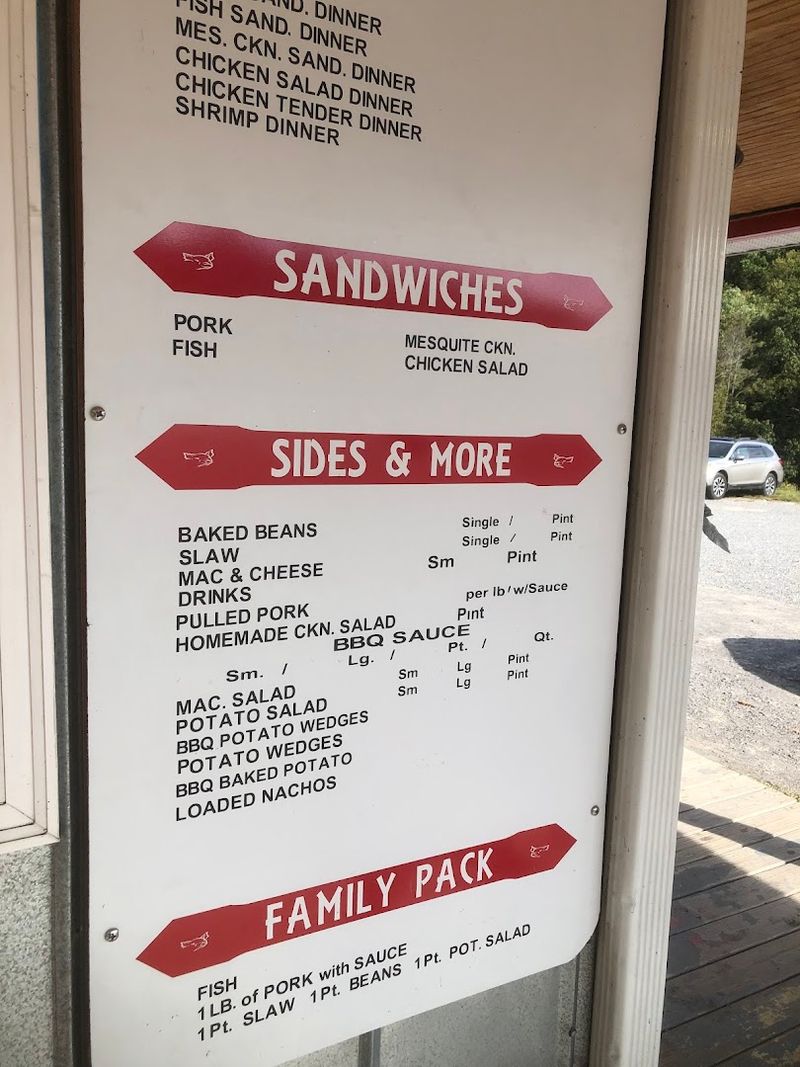 SAND. DINNER
FISH SAND. DINNER
MES. CKN. SAND. DINNER
CHICKEN SALAD DINNER
CHICKEN TENDER DINNER
SHRIMP DINNER
SANDWICHES
PORK
FISH
MESQUITE CKN.
CHICKEN SALAD
SIDES & MORE
BAKED BEANS Single / Pint
SLAW Single / Pint
MAC & CHEESE Sm Pint
DRINKS
PULLED PORK per lb/w/Sauce
HOMEMADE CKN. SALAD Pint
BBQ SAUCE
Sm. / Lg. / Pt. / Qt.
MAC. SALAD Sm Lg Pint
POTATO SALAD Sm Lg Pint
BBQ POTATO WEDGES
POTATO WEDGES
BBQ BAKED POTATO
LOADED NACHOS
FAMILY PACK
FISH
1 LB. of PORK with SAUCE
1 Pt. SLAW 1 Pt. BEANS 1 Pt. POT. SALAD